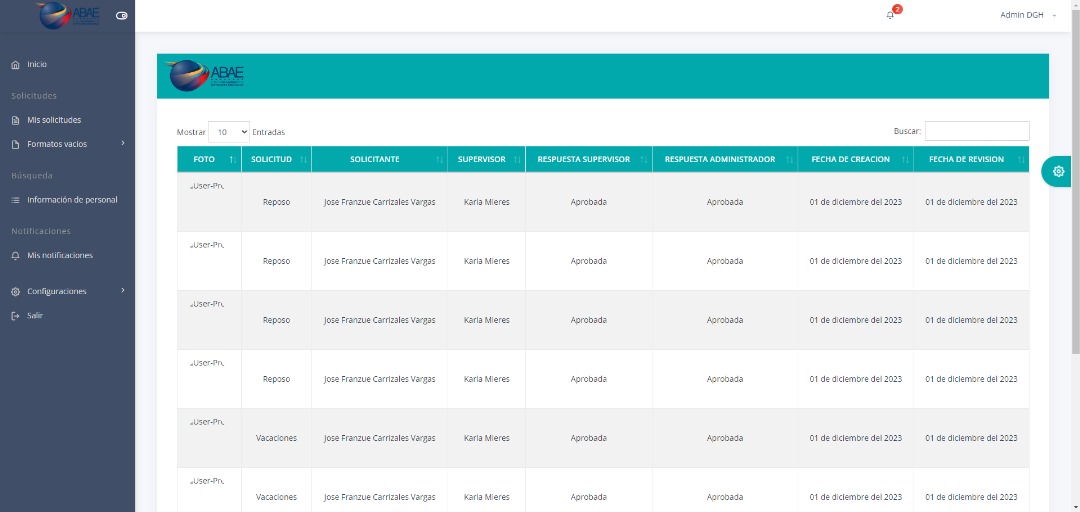 ABAE
2
Admin DGH
Inicio
Solicitudes
Mis solicitudes
Formatos vacios
Búsqueda
Información de personal
Notificaciones
Mis notificaciones
Configuraciones
Salir
ABAE
Mostrar 10 Entradas
Buscar:
FOTO SOLICITUD SOLICITANTE SUPERVISOR RESPUESTA SUPERVISOR RESPUESTA ADMINISTRADOR FECHA DE CREACION FECHA DE REVISION
User-Pro
Reposo Jose Franzue Carrizales Vargas Karla Mieres Aprobada Aprobada 01 de diciembre del 2023 01 de diciembre del 2023
User-Pro
Reposo Jose Franzue Carrizales Vargas Karla Mieres Aprobada Aprobada 01 de diciembre del 2023 01 de diciembre del 2023
User-Pro
Reposo Jose Franzue Carrizales Vargas Karla Mieres Aprobada Aprobada 01 de diciembre del 2023 01 de diciembre del 2023
User-Pro
Reposo Jose Franzue Carrizales Vargas Karla Mieres Aprobada Aprobada 01 de diciembre del 2023 01 de diciembre del 2023
User-Pro
Vacaciones Jose Franzue Carrizales Vargas Karla Mieres Aprobada Aprobada 01 de diciembre del 2023 01 de diciembre del 2023
User-Pro
Vacaciones Jose Franzue Carrizales Vargas Karla Mieres Aprobada Aprobada 01 de diciembre del 2023 01 de diciembre del 2023